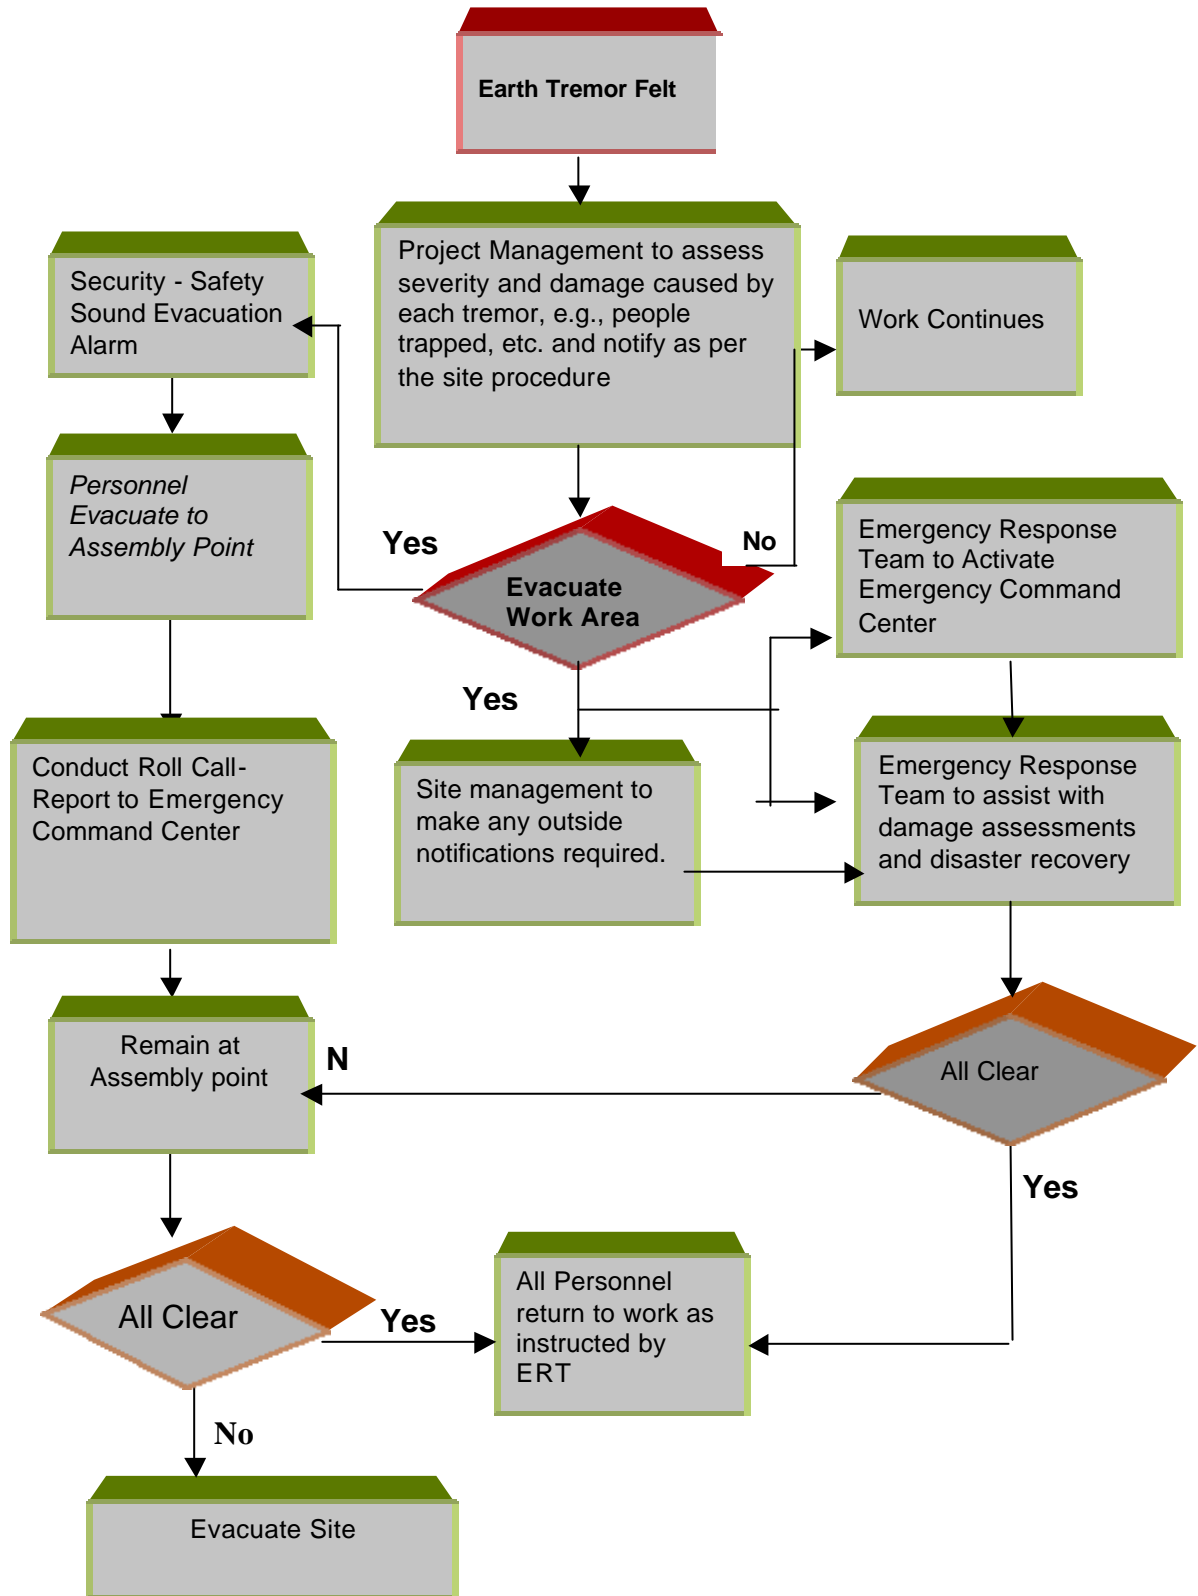 Earth Tremor Felt
Project Management to assess
severity and damage caused by
each tremor, e.g., people
trapped, etc. and notify as per
the site procedure
Security - Safety
Sound Evacuation
Alarm
Work Continues
Personnel
Evacuate to
Assembly Point
Yes
No
Evacuate
Work Area
Emergency Response
Team to Activate
Emergency Command
Center
Yes
Conduct Roll Call-
Report to Emergency
Command Center
Site management to
make any outside
notifications required.
Emergency Response
Team to assist with
damage assessments
and disaster recovery
Remain at
Assembly point
N
All Clear
Yes
All Clear
Yes
All Personnel
return to work as
instructed by
ERT
No
Evacuate Site